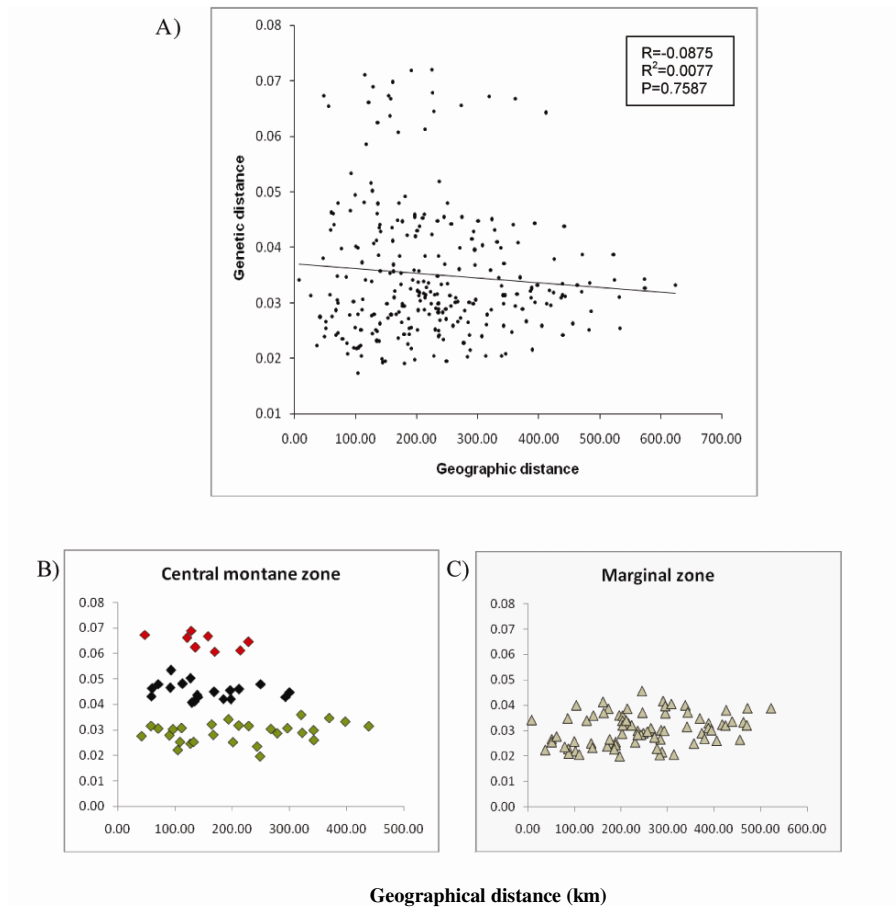 A)
R=-0.0875
R²=0.0077
P=0.7587
0.08
0.07
0.06
0.05
0.04
0.03
0.02
0.01
Genetic distance
0.00 100.00 200.00 300.00 400.00 500.00 600.00 700.00
Geographic distance
B)
Central montane zone
0.08
0.07
0.06
0.05
0.04
0.03
0.02
0.01
0.00
0.00 100.00 200.00 300.00 400.00 500.00
C)
Marginal zone
0.08
0.07
0.06
0.05
0.04
0.03
0.02
0.01
0.00
0.00 100.00 200.00 300.00 400.00 500.00 600.00
Geographical distance (km)